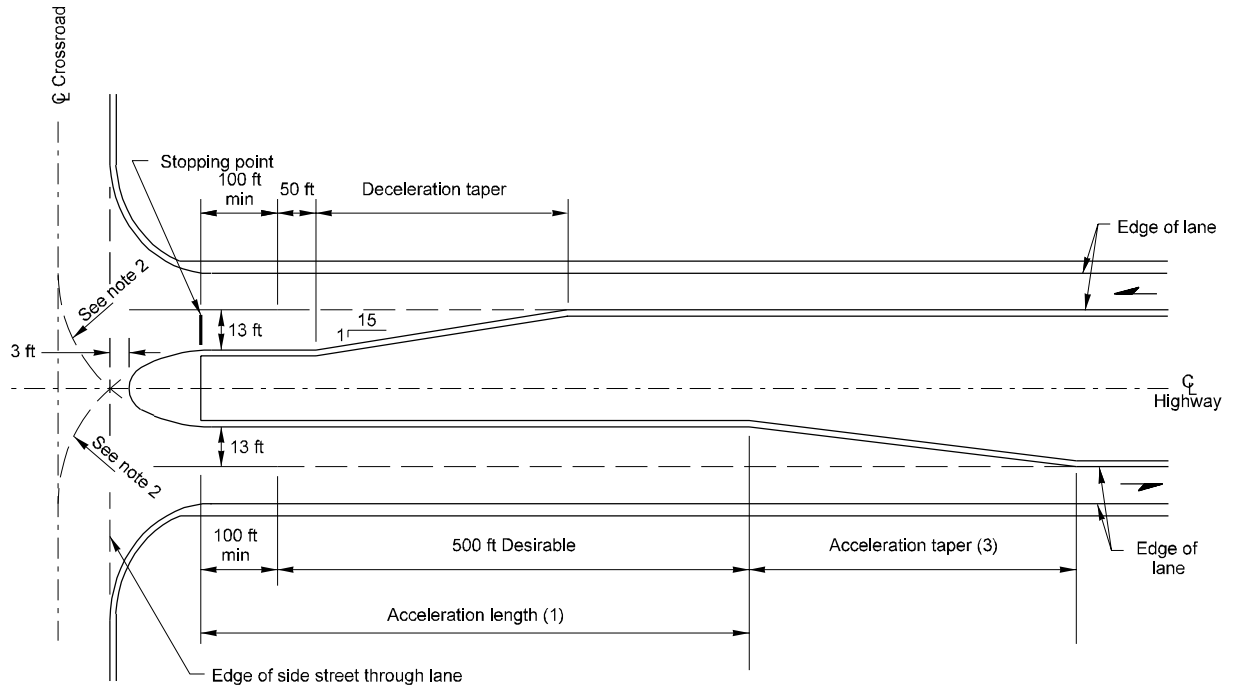 ℄ Crossroad
Stopping point
100 ft
min
50 ft
Deceleration taper
Edge of lane
See note 2
13 ft
15
1
3 ft
℄
Highway
13 ft
See note 2
100 ft
min
500 ft Desirable
Acceleration taper (3)
Edge of
lane
Acceleration length (1)
Edge of side street through lane